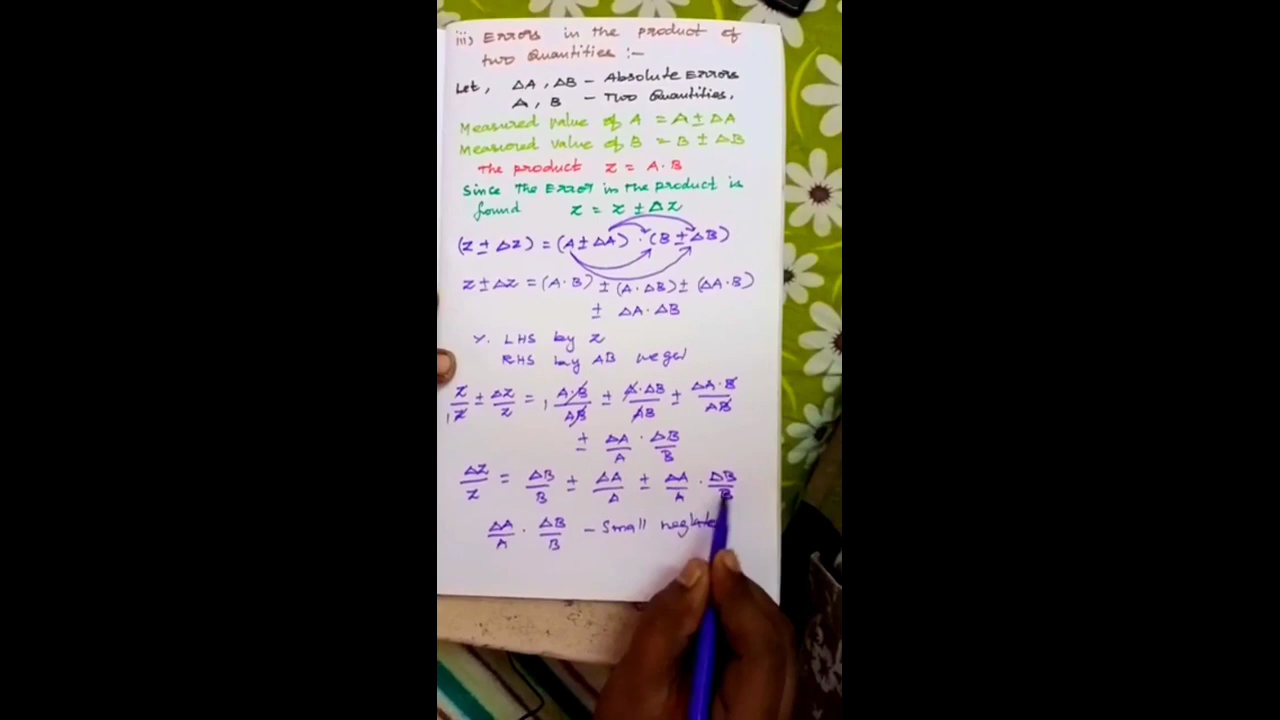 iii) Errors in the product of
two Quantities :-
Let, ΔA, ΔB - Absolute Errors
A, B - Two Quantities.
Measured value of A = A ± ΔA
Measured value of B = B ± ΔB
The product Z = A·B
Since the Error in the product is
found Z = Z ± ΔZ
(Z ± ΔZ) = (A ± ΔA) · (B ± ΔB)
Z ± ΔZ = (A·B) ± (A·ΔB) ± (ΔA·B)
± ΔA·ΔB
÷. LHS by Z
RHS by AB we get
Z/Z ± ΔZ/Z = A·B/AB ± A·ΔB/AB ± ΔA·B/AB
1 1
± ΔA/A · ΔB/B
ΔZ/Z = ΔB/B ± ΔA/A ± ΔA/A · ΔB/B
ΔA/A · ΔB/B - Small